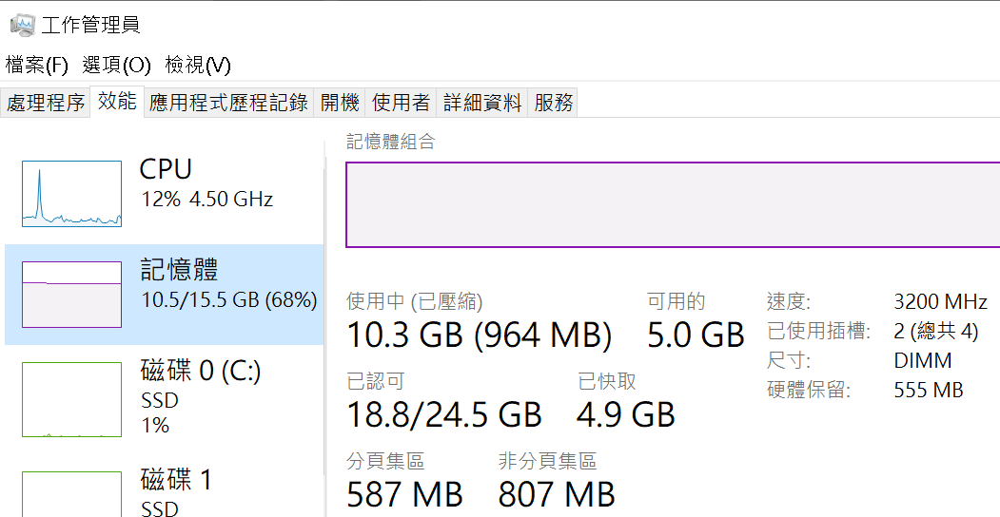 工作管理員
檔案(F) 選項(O) 檢視(V)
處理程序 效能 應用程式歷程記錄 開機 使用者 詳細資料 服務
CPU
12% 4.50 GHz
記憶體
10.5/15.5 GB (68%)
磁碟 0 (C:)
SSD
1%
磁碟 1
SSD
記憶體組合
使用中 (已壓縮) 可用的
10.3 GB (964 MB) 5.0 GB
已認可 已快取
18.8/24.5 GB 4.9 GB
分頁集區 非分頁集區
587 MB 807 MB
速度: 3200 MHz
已使用插槽: 2 (總共 4)
尺寸: DIMM
硬體保留: 555 MB